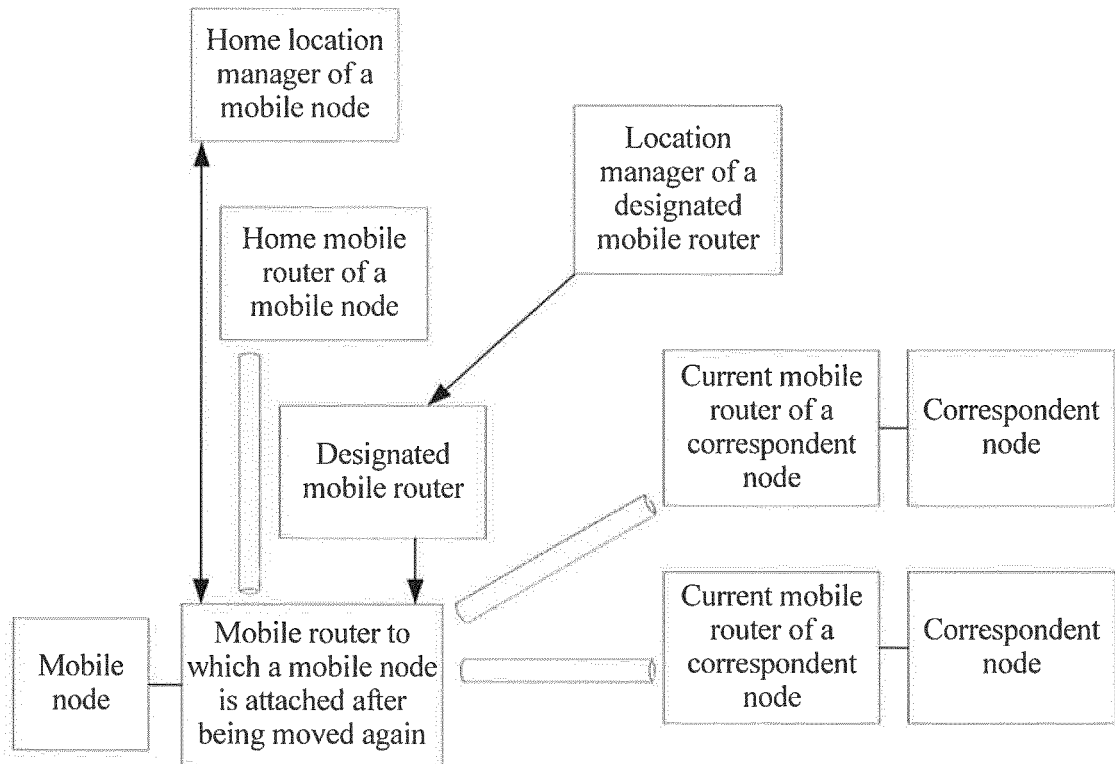 Home location
manager of a
mobile node
Location
manager of a
designated
mobile router
Home mobile
router of a
mobile node
Designated
mobile router
Current mobile
router of a
correspondent
node
Correspondent
node
Mobile
node
Mobile router to
which a mobile node
is attached after
being moved again
Current mobile
router of a
correspondent
node
Correspondent
node